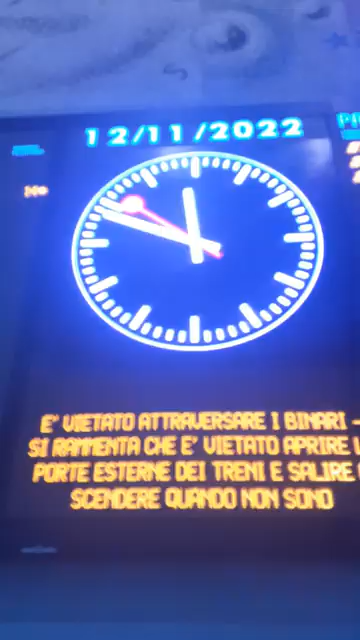 12/11/2022
E' VIETATO ATTRAVERSARE I BINARI -
SI RAMMENTA CHE E' VIETATO APRIRE L
PORTE ESTERNE DEI TRENI E SALIRE
SCENDERE QUANDO NON SONO